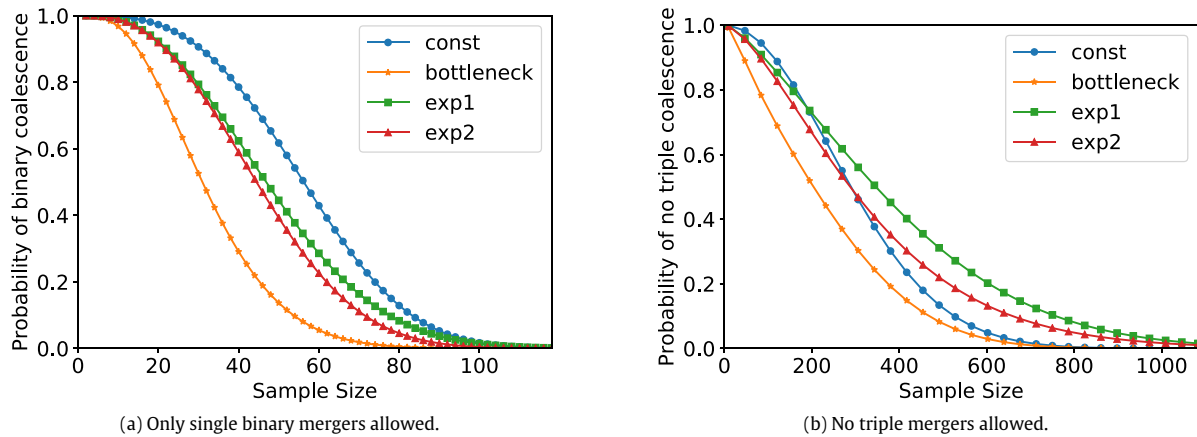 Probability of binary coalescence
1.0
0.8
0.6
0.4
0.2
0.0
0
20
40
60
80
100
Sample Size
const
bottleneck
exp1
exp2
(a) Only single binary mergers allowed.
Probability of no triple coalescence
1.0
0.8
0.6
0.4
0.2
0.0
0
200
400
600
800
1000
Sample Size
const
bottleneck
exp1
exp2
(b) No triple mergers allowed.